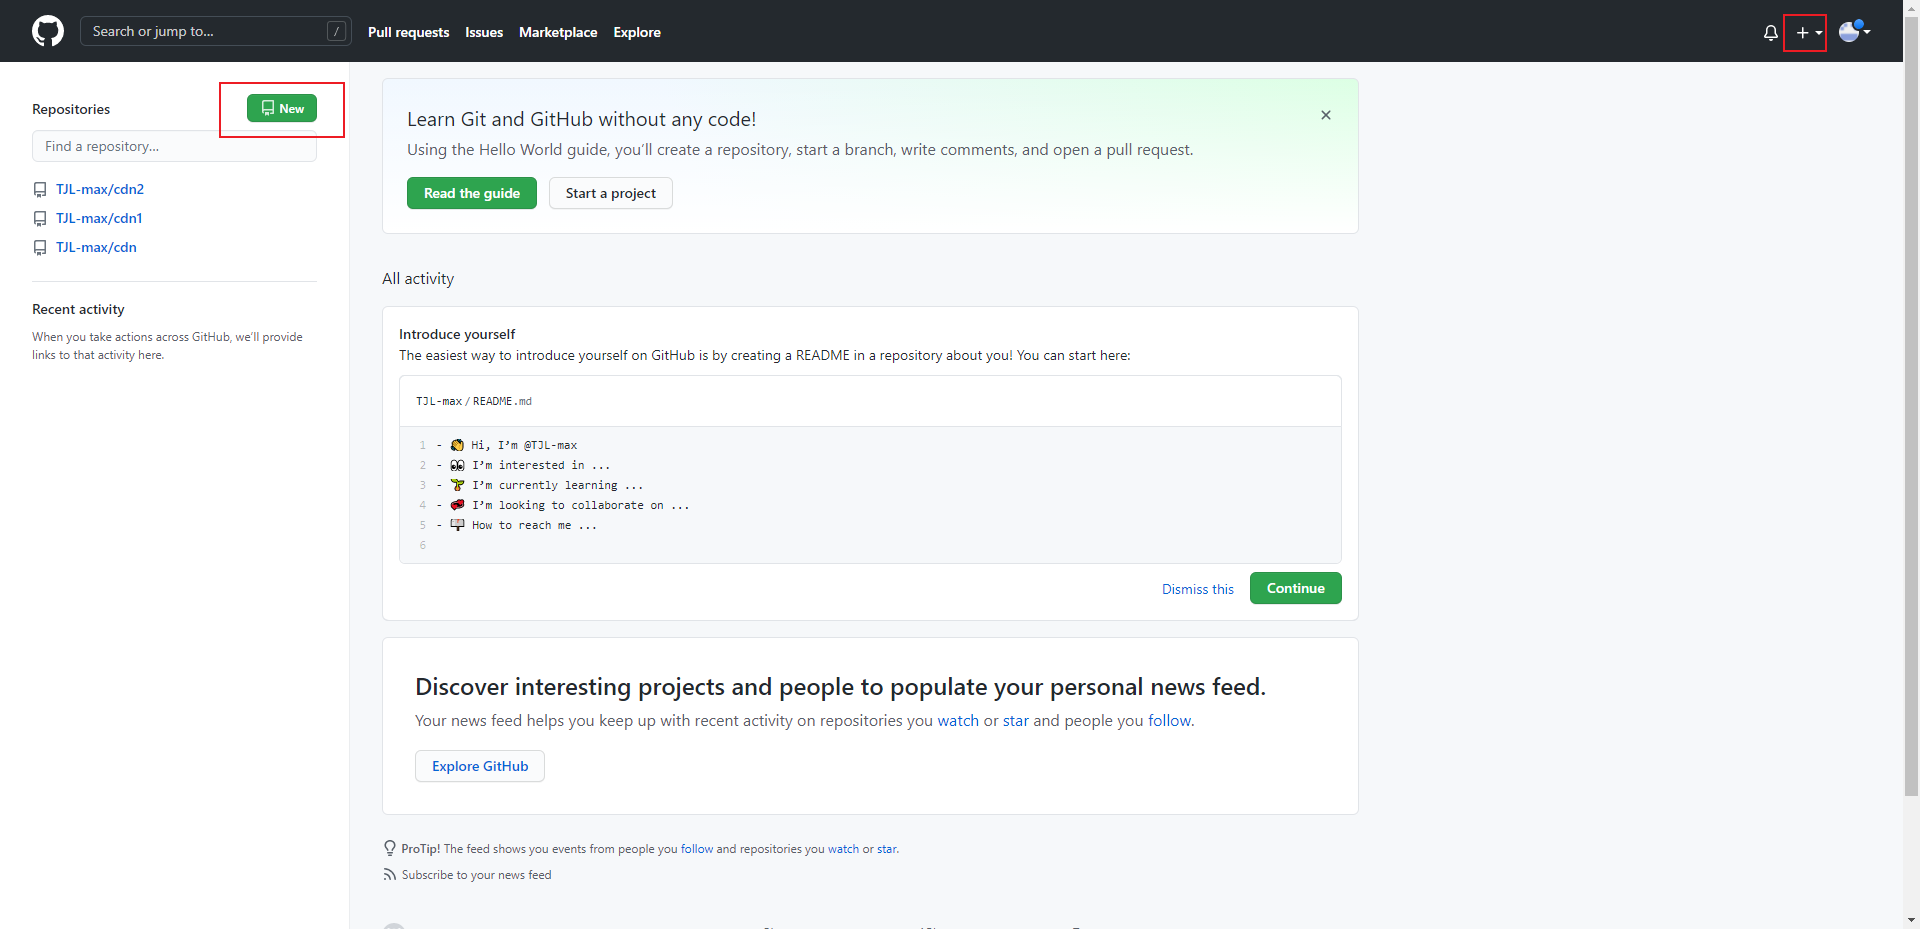 Search or jump to... /
Pull requests Issues Marketplace Explore
Repositories
New
Find a repository...
TJL-max/cdn2
TJL-max/cdn1
TJL-max/cdn
Recent activity
When you take actions across GitHub, we’ll provide
links to that activity here.
Learn Git and GitHub without any code!
Using the Hello World guide, you’ll create a repository, start a branch, write comments, and open a pull request.
Read the guide
Start a project
All activity
Introduce yourself
The easiest way to introduce yourself on GitHub is by creating a README in a repository about you! You can start here:
TJL-max/README.md
1 - 👋 Hi, I’m @TJL-max
2 - 👀 I’m interested in ...
3 - 🌱 I’m currently learning ...
4 - 💞️ I’m looking to collaborate on ...
5 - 📫 How to reach me ...
6
Dismiss this
Continue
Discover interesting projects and people to populate your personal news feed.
Your news feed helps you keep up with recent activity on repositories you watch or star and people you follow.
Explore GitHub
ProTip! The feed shows you events from people you follow and repositories you watch or star.
Subscribe to your news feed